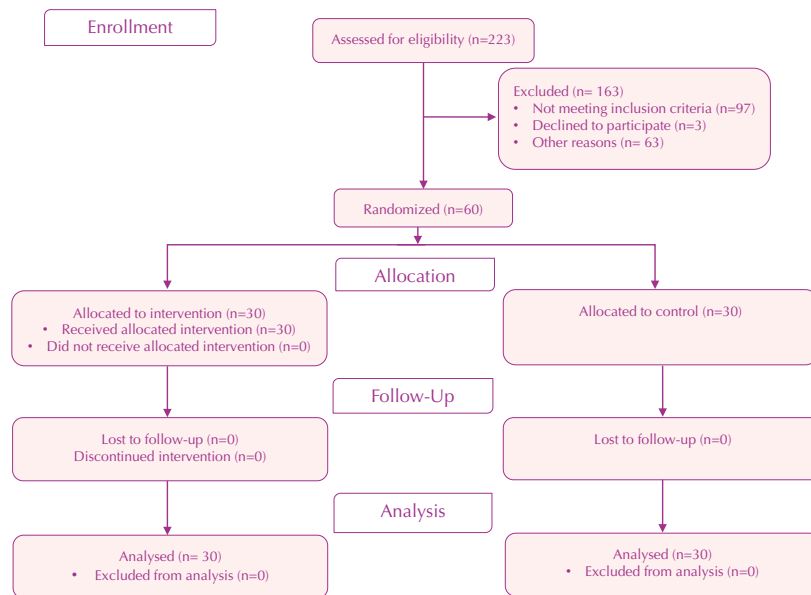 Enrollment
Assessed for eligibility (n=223)
Excluded (n= 163)
• Not meeting inclusion criteria (n=97)
• Declined to participate (n=3)
• Other reasons (n= 63)
Randomized (n=60)
Allocation
Allocated to intervention (n=30)
• Received allocated intervention (n=30)
• Did not receive allocated intervention (n=0)
Allocated to control (n=30)
Follow-Up
Lost to follow-up (n=0)
Discontinued intervention (n=0)
Lost to follow-up (n=0)
Analysis
Analysed (n= 30)
• Excluded from analysis (n=0)
Analysed (n=30)
• Excluded from analysis (n=0)